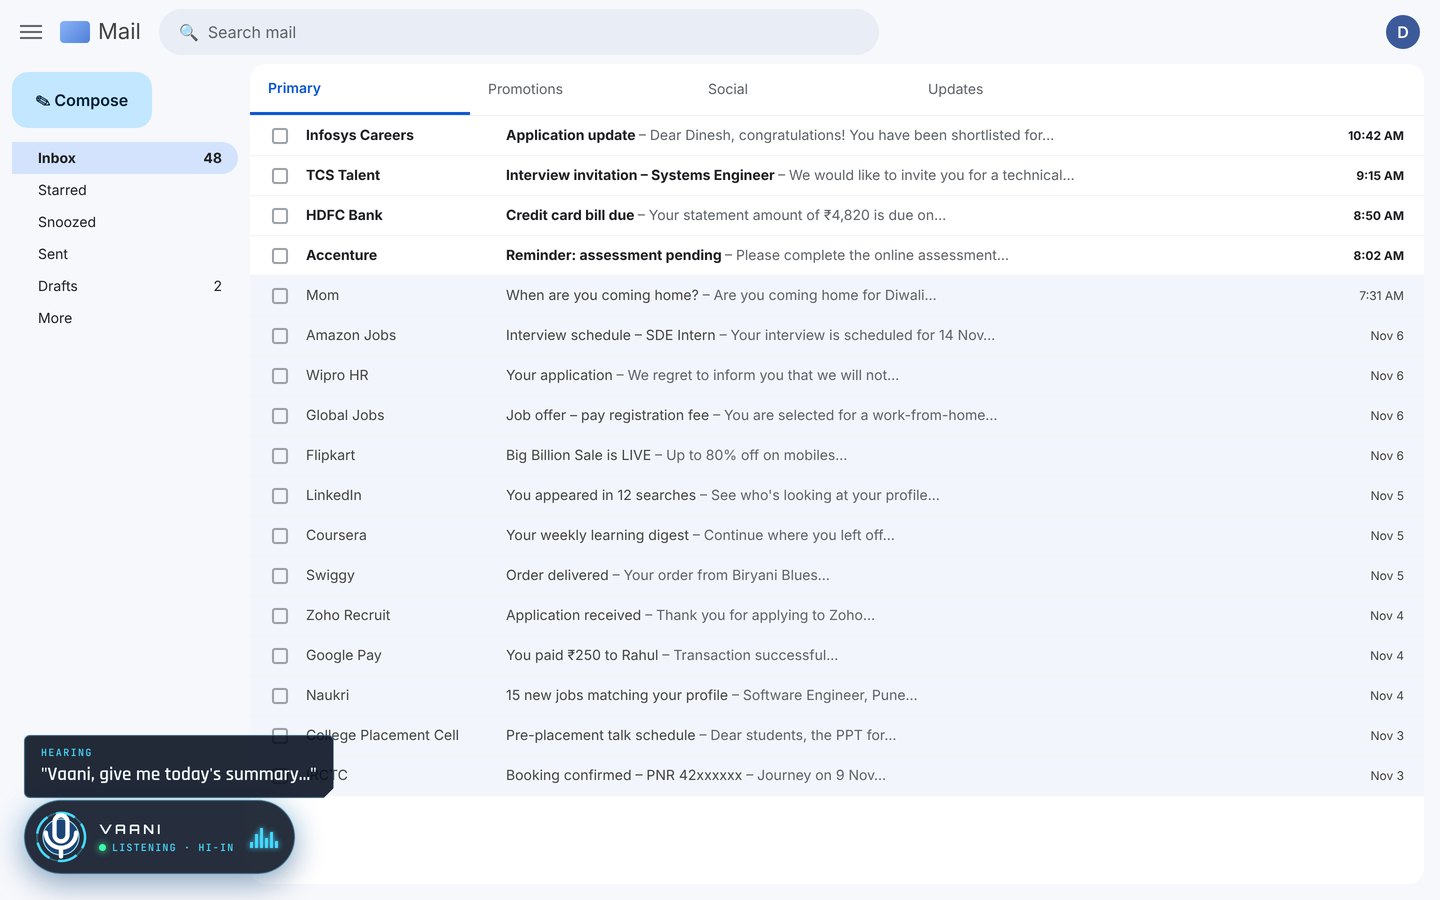 Mail
Search mail
D
Compose
Inbox 48
Starred
Snoozed
Sent
Drafts 2
More
Primary Promotions Social Updates
Infosys Careers Application update – Dear Dinesh, congratulations! You have been shortlisted for... 10:42 AM
TCS Talent Interview invitation – Systems Engineer – We would like to invite you for a technical... 9:15 AM
HDFC Bank Credit card bill due – Your statement amount of ₹4,820 is due on... 8:50 AM
Accenture Reminder: assessment pending – Please complete the online assessment... 8:02 AM
Mom When are you coming home? – Are you coming home for Diwali... 7:31 AM
Amazon Jobs Interview schedule – SDE Intern – Your interview is scheduled for 14 Nov... Nov 6
Wipro HR Your application – We regret to inform you that we will not... Nov 6
Global Jobs Job offer – pay registration fee – You are selected for a work-from-home... Nov 6
Flipkart Big Billion Sale is LIVE – Up to 80% off on mobiles... Nov 6
LinkedIn You appeared in 12 searches – See who's looking at your profile... Nov 5
Coursera Your weekly learning digest – Continue where you left off... Nov 5
Swiggy Order delivered – Your order from Biryani Blues... Nov 5
Zoho Recruit Application received – Thank you for applying to Zoho... Nov 4
Google Pay You paid ₹250 to Rahul – Transaction successful... Nov 4
Naukri 15 new jobs matching your profile – Software Engineer, Pune... Nov 4
College Placement Cell Pre-placement talk schedule – Dear students, the PPT for... Nov 3
Booking confirmed – PNR 42xxxxxx – Journey on 9 Nov... Nov 3
HEARING
"Vaani, give me today's summary..."
VAANI
LISTENING · HI-IN